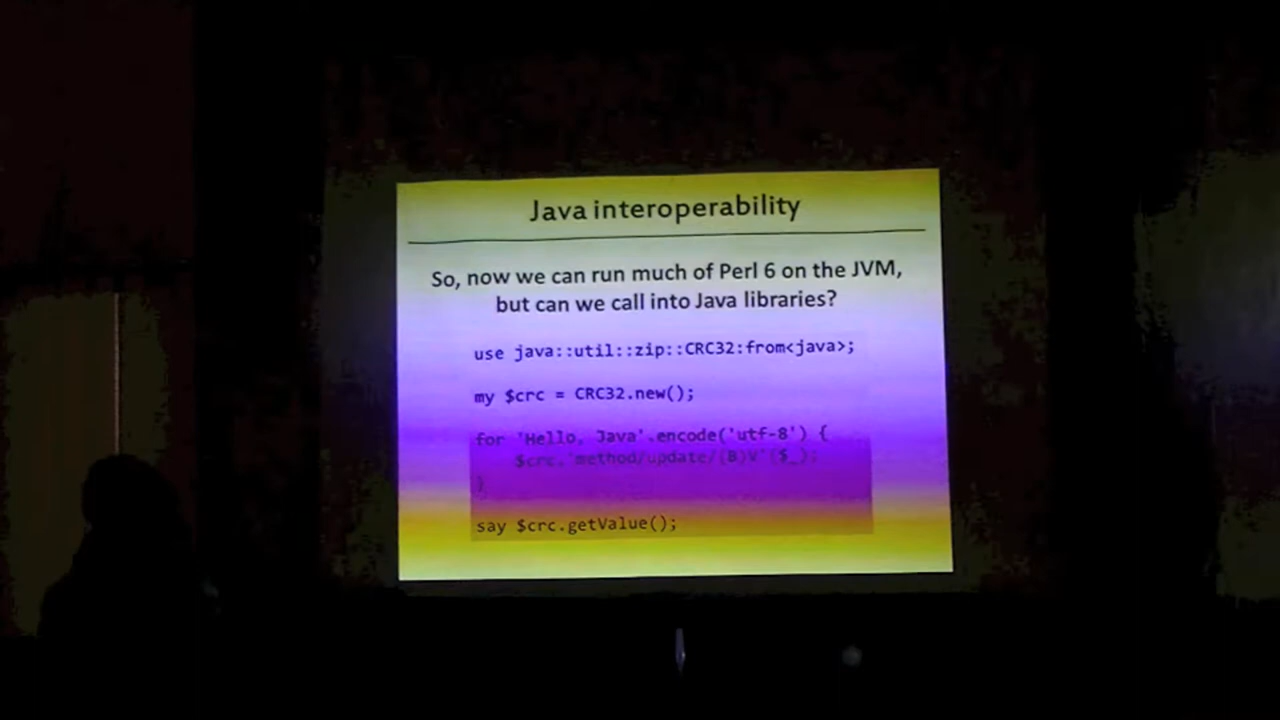 Java interoperability
So, now we can run much of Perl 6 on the JVM,
but can we call into Java libraries?
use java::util::zip::CRC32:from<java>;
my $crc = CRC32.new();
for 'Hello, Java'.encode('utf-8') {
$crc.'method/update/(B)V'($_);
}
say $crc.getValue();